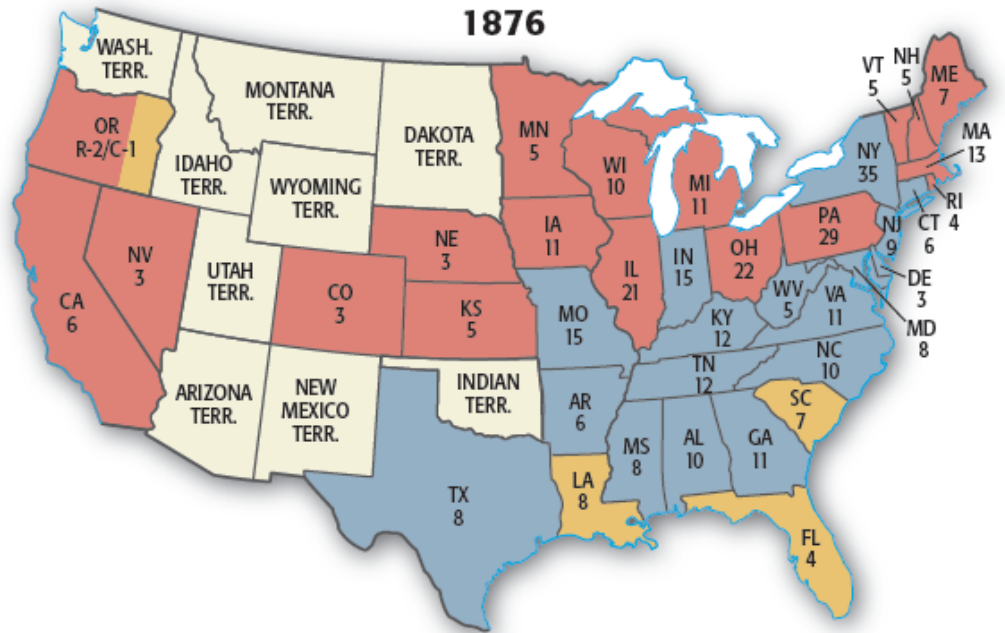 1876
WASH.
TERR.
MONTANA
TERR.
DAKOTA
TERR.
OR
R-2/C-1
IDAHO
TERR.
WYOMING
TERR.
MN
5
WI
10
MI
11
VT
5
NH
5
ME
7
MA
13
NY
35
RI
4
CT
6
NV
3
UTAH
TERR.
NE
3
IA
11
PA
29
NJ
9
CA
6
CO
3
KS
5
IL
21
IN
15
OH
22
WV
5
VA
11
DE
3
MD
8
MO
15
KY
12
ARIZONA
TERR.
NEW
MEXICO
TERR.
INDIAN
TERR.
TN
12
NC
10
AR
6
SC
7
MS
8
AL
10
GA
11
TX
8
LA
8
FL
4